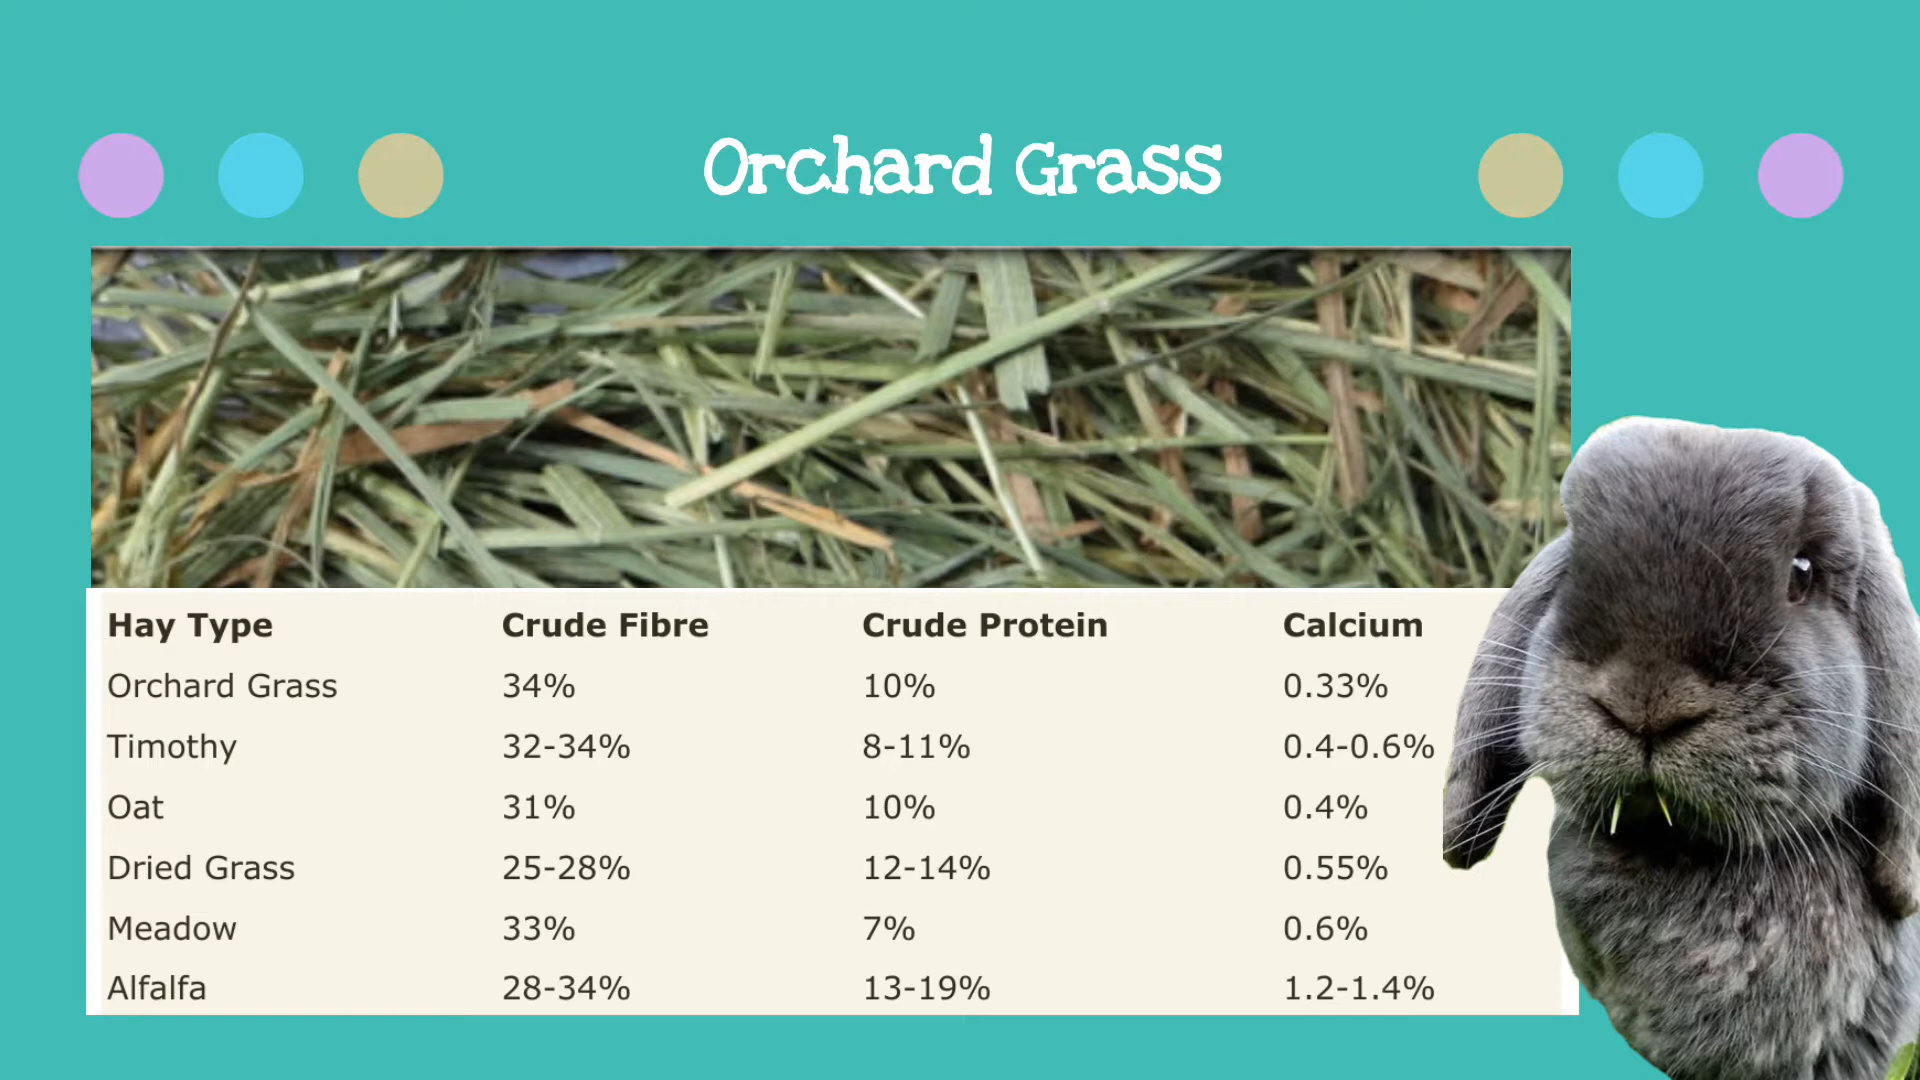 Orchard Grass
Hay Type Crude Fibre Crude Protein Calcium
Orchard Grass 34% 10% 0.33%
Timothy 32-34% 8-11% 0.4-0.6%
Oat 31% 10% 0.4%
Dried Grass 25-28% 12-14% 0.55%
Meadow 33% 7% 0.6%
Alfalfa 28-34% 13-19% 1.2-1.4%